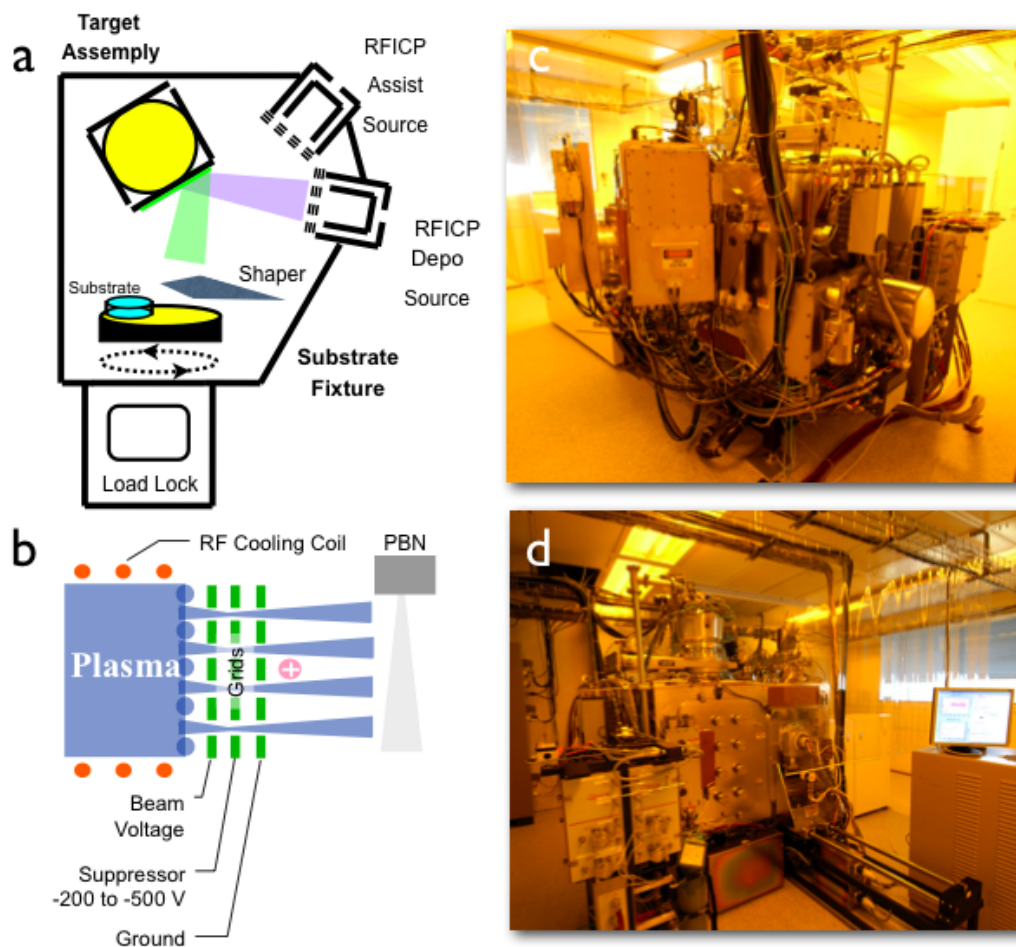 a
Target
Assembly
RFICP
Assist
Source
RFICP
Depo
Source
Shaper
Substrate
Substrate
Fixture
Load Lock
b
RF Cooling Coil
PBN
Plasma
Grids
+
Beam
Voltage
Suppressor
-200 to -500 V
Ground
c
d